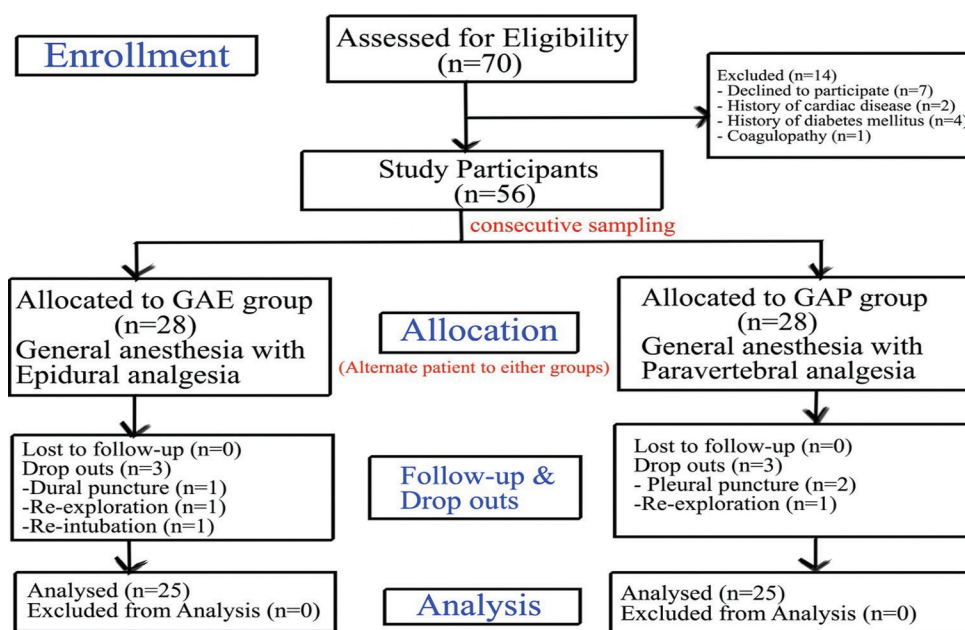 Enrollment
Assessed for Eligibility
(n=70)
Excluded (n=14)
- Declined to participate (n=7)
- History of cardiac disease (n=2)
- History of diabetes mellitus (n=4)
- Coagulopathy (n=1)
Study Participants
(n=56)
consecutive sampling
Allocated to GAE group
(n=28)
General anesthesia with
Epidural analgesia
Allocation
(Alternate patient to either groups)
Allocated to GAP group
(n=28)
General anesthesia with
Paravertebral analgesia
Lost to follow-up (n=0)
Drop outs (n=3)
-Dural puncture (n=1)
-Re-exploration (n=1)
-Re-intubation (n=1)
Follow-up &
Drop outs
Lost to follow-up (n=0)
Drop outs (n=3)
- Pleural puncture (n=2)
-Re-exploration (n=1)
Analysed (n=25)
Excluded from Analysis (n=0)
Analysis
Analysed (n=25)
Excluded from Analysis (n=0)